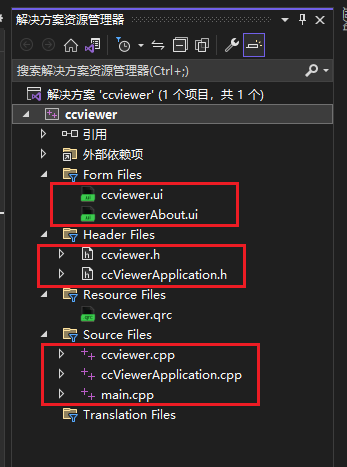 解决方案资源管理器
搜索解决方案资源管理器(Ctrl+;)
解决方案 'ccviewer' (1 个项目，共 1 个)
ccviewer
引用
外部依赖项
Form Files
ccviewer.ui
ccviewerAbout.ui
Header Files
ccviewer.h
ccViewerApplication.h
Resource Files
ccviewer.qrc
Source Files
ccviewer.cpp
ccViewerApplication.cpp
main.cpp
Translation Files